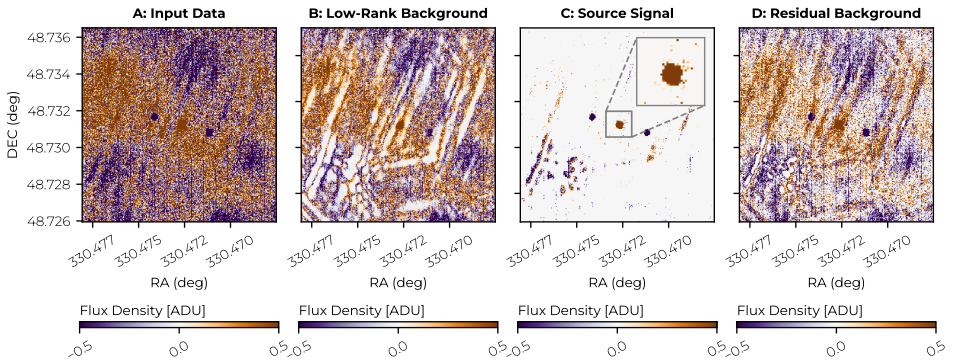 A: Input Data
B: Low-Rank Background
C: Source Signal
D: Residual Background
DEC (deg)
48.736
48.734
48.732
48.730
48.728
48.726
330.477 330.475 330.472 330.470
330.477 330.475 330.472 330.470
330.477 330.475 330.472 330.470
330.477 330.475 330.472 330.470
RA (deg)
RA (deg)
RA (deg)
RA (deg)
Flux Density [ADU]
Flux Density [ADU]
Flux Density [ADU]
Flux Density [ADU]
−0.5 0.0 0.5
−0.5 0.0 0.5
−0.5 0.0 0.5
−0.5 0.0 0.5